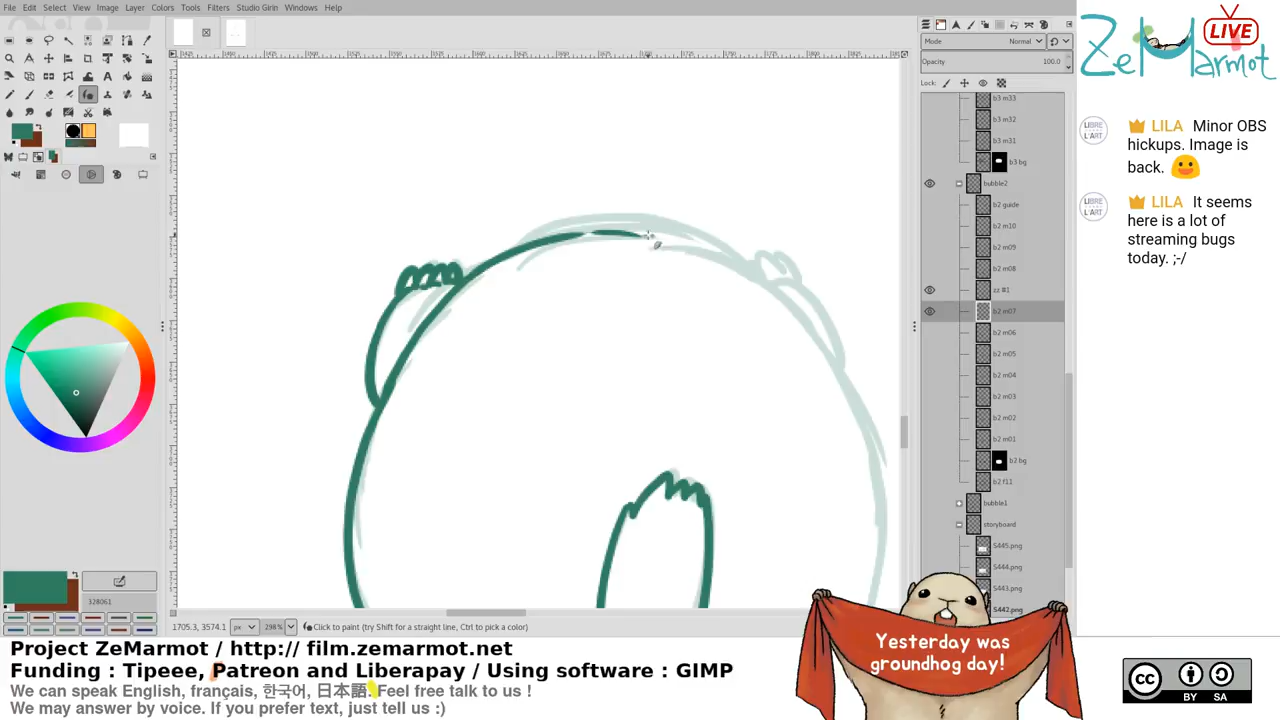 File Edit Select View Image Layer Colors Tools Filters Studio Girin Windows Help
Mode Normal
Opacity 100.0
Lock:
b3 m33
b3 m32
b3 m31
b3 bg
bubble2
b2 guide
b2 m10
b2 m09
b2 m08
zz #1
b2 m07
b2 m06
b2 m05
b2 m04
b2 m03
b2 m02
b2 m01
b2 bg
b2 f11
bubble1
storyboard
S445.png
S444.png
S443.png
S442.png
328061
1705.3, 3574.1 px 298% Click to paint (try Shift for a straight line, Ctrl to pick a color)
ZeMarmot
LIVE
LILA Minor OBS
hickups. Image is
back.
LILA It seems
here is a lot of
streaming bugs
today. ;-/
LIBRE
L'ART
LIBRE
L'ART
Yesterday was
groundhog day!
Project ZeMarmot / http:// film.zemarmot.net
Funding : Tipeee, Patreon and Liberapay / Using software : GIMP
We can speak English, français, 한국어, 日本語. Feel free talk to us !
We may answer by voice. If you prefer text, just tell us :)
cc
BY SA